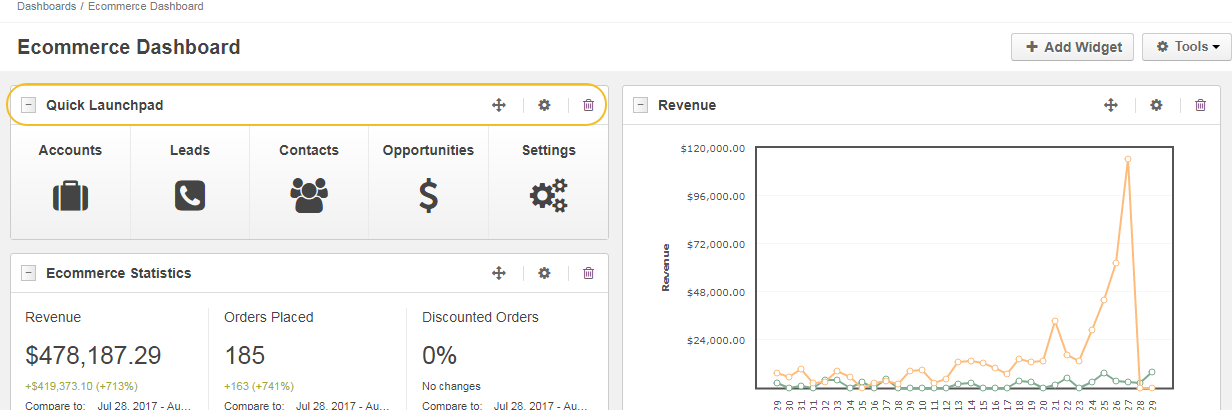 Dashboards / Ecommerce Dashboard
Ecommerce Dashboard
Add Widget
Tools
Quick Launchpad
Accounts
Leads
Contacts
Opportunities
Settings
Ecommerce Statistics
Revenue
Orders Placed
Discounted Orders
$478,187.29
185
0%
+$419,373.10 (+713%)
+163 (+741%)
No changes
Compare to: Jul 28, 2017 - Au...
Compare to: Jul 28, 2017 - Au...
Compare to: Jul 28, 2017 - Au...
Revenue
$120,000.00
$96,000.00
$72,000.00
$48,000.00
$24,000.00
Revenue
29 30 31 01 02 03 04 05 06 07 08 09 10 11 12 13 14 15 16 17 18 19 20 21 22 23 24 25 26 27 28 29